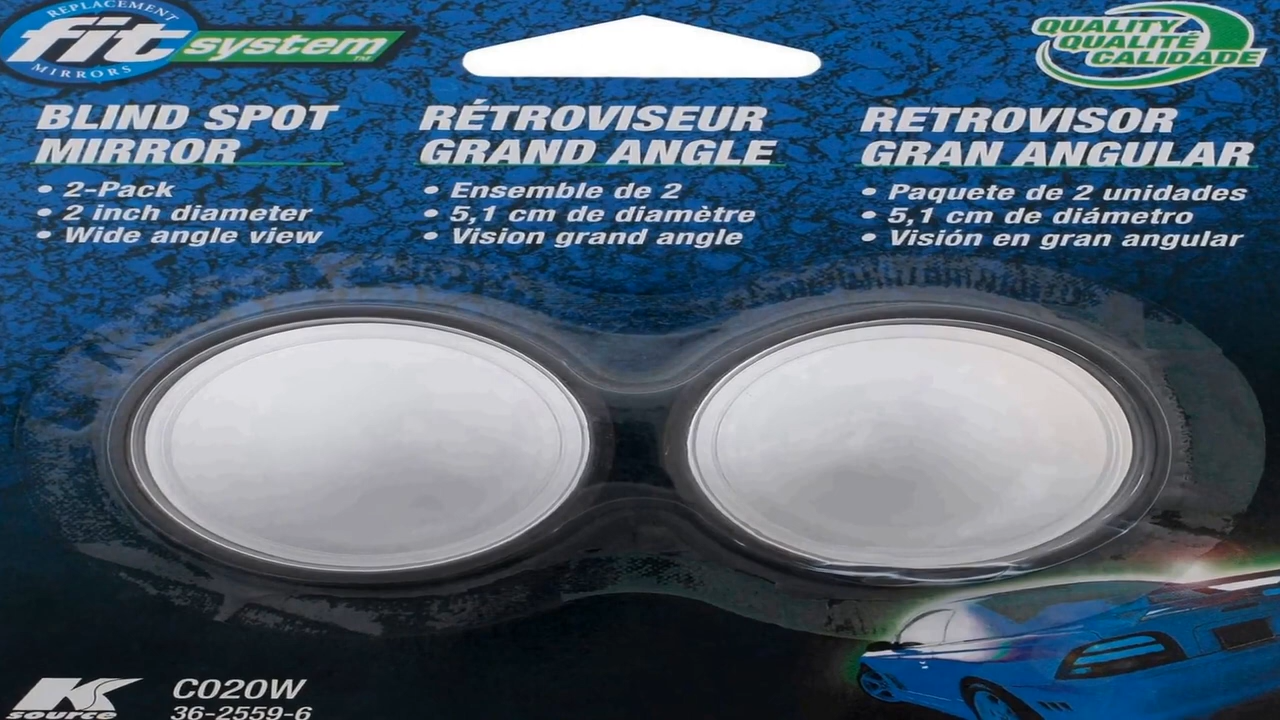 REPLACEMENT
fit system™
MIRRORS
QUALITY
QUALITÉ
CALIDADE
BLIND SPOT
MIRROR
• 2-Pack
• 2 inch diameter
• Wide angle view
RÉTROVISEUR
GRAND ANGLE
• Ensemble de 2
• 5,1 cm de diamètre
• Vision grand angle
RETROVISOR
GRAN ANGULAR
• Paquete de 2 unidades
• 5,1 cm de diámetro
• Visión en gran angular
K
source
C020W
36-2559-6